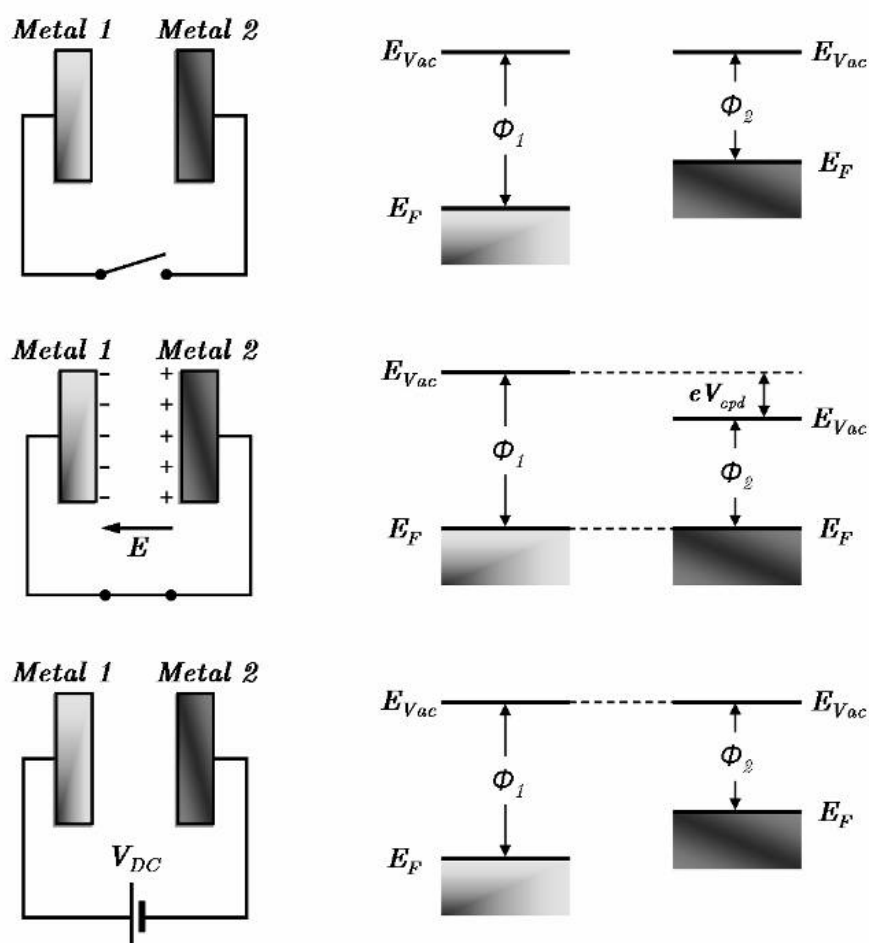 Metal 1 Metal 2
E_Vac E_Vac
Φ_1 Φ_2
E_F
E_F
Metal 1 Metal 2
- +
- +
- +
- +
- +
E
E_Vac
eV_cpd
E_Vac
Φ_1 Φ_2
E_F E_F
Metal 1 Metal 2
V_DC
E_Vac E_Vac
Φ_1 Φ_2
E_F
E_F